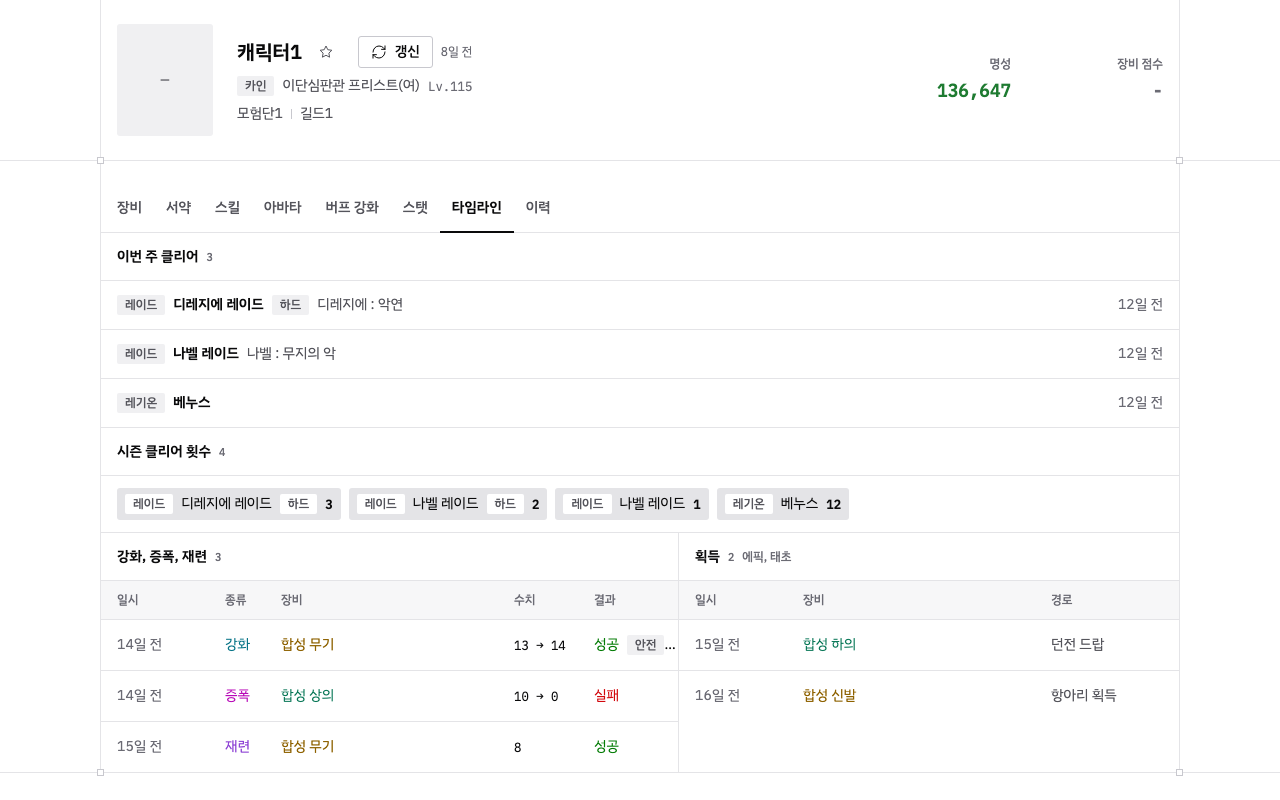 –
캐릭터1 ☆ 갱신 8일 전
카인 이단심판관 프리스트(여) Lv.115
모험단1 길드1
명성
136,647
장비 점수
-
장비 서약 스킬 아바타 버프 강화 스탯 타임라인 이력
이번 주 클리어 3
레이드 디레지에 레이드 하드 디레지에 : 악연 12일 전
레이드 나벨 레이드 나벨 : 무지의 악 12일 전
레기온 베누스 12일 전
시즌 클리어 횟수 4
레이드 디레지에 레이드 하드 3 레이드 나벨 레이드 하드 2 레이드 나벨 레이드 1 레기온 베누스 12
강화, 증폭, 재련 3
일시 종류 장비 수치 결과
14일 전 강화 합성 무기 13 → 14 성공 안전 ...
14일 전 증폭 합성 상의 10 → 0 실패
15일 전 재련 합성 무기 8 성공
획득 2 에픽, 태초
일시 장비 경로
15일 전 합성 하의 던전 드랍
16일 전 합성 신발 항아리 획득